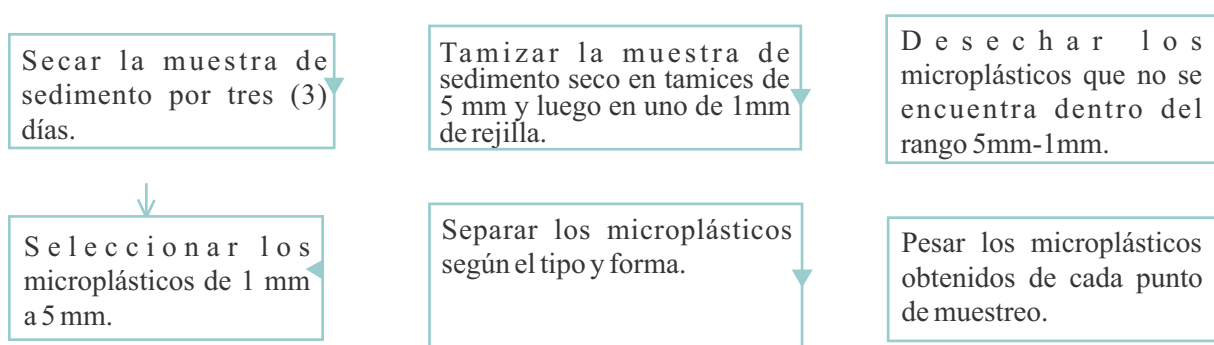 Secar la muestra de
sedimento por tres (3)
días.
Tamizar la muestra de
sedimento seco en tamices de
5 mm y luego en uno de 1mm
de rejilla.
Desechar los
microplásticos que no se
encuentra dentro del
rango 5mm-1mm.
Seleccionar los
microplásticos de 1 mm
a 5 mm.
Separar los microplásticos
según el tipo y forma.
Pesar los microplásticos
obtenidos de cada punto
de muestreo.